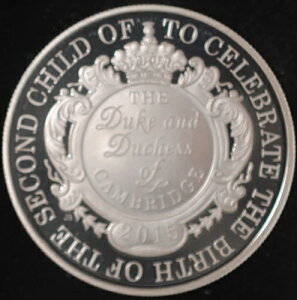 TO CELEBRATE THE BIRTH OF THE SECOND CHILD OF
THE
Duke and
Duchess
of
CAMBRIDGE
2015